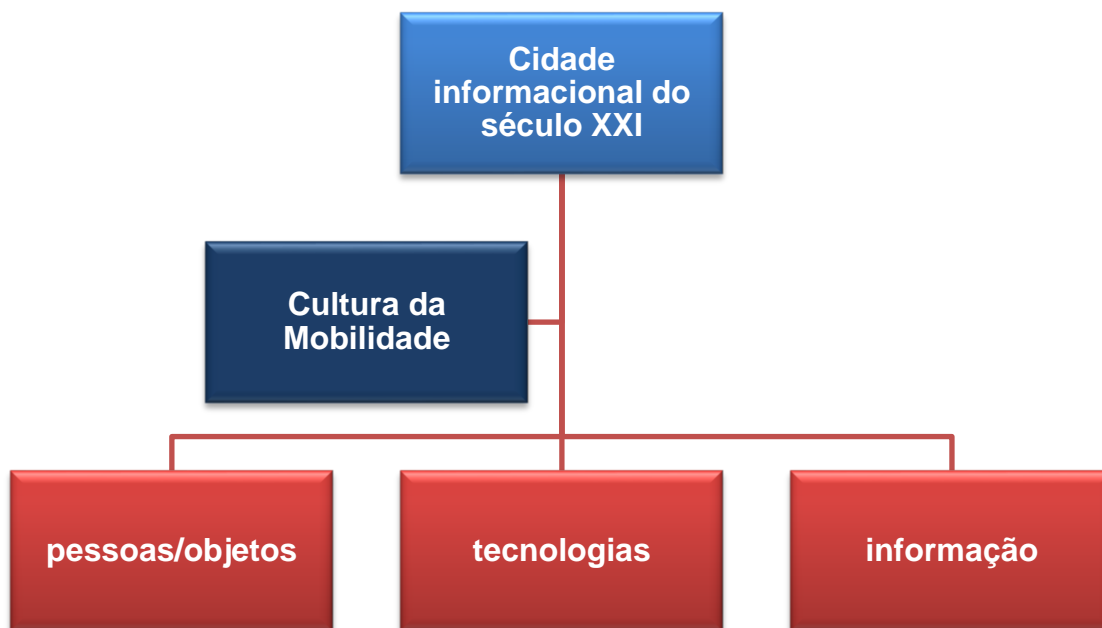 Cidade
informacional do
século XXI
Cultura da
Mobilidade
pessoas/objetos
tecnologias
informação